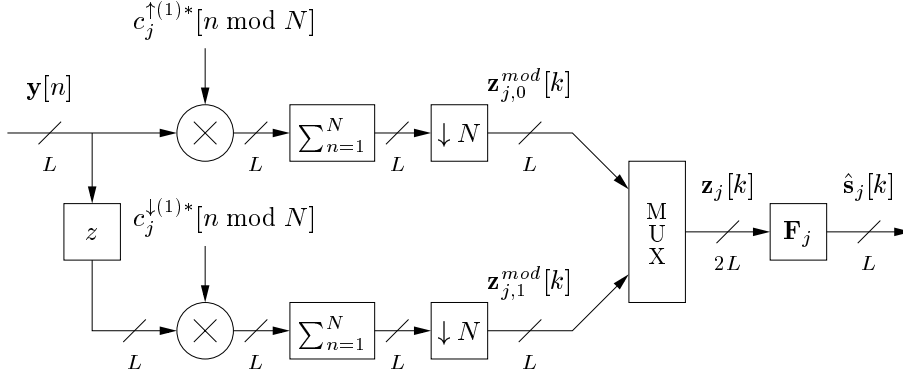 c_j^{↑(1)*}[n mod N]
y[n]
L
×
L
∑_{n=1}^{N}
L
↓ N
z_{j,0}^{mod}[k]
L
z
c_j^{↓(1)*}[n mod N]
L
×
L
∑_{n=1}^{N}
L
↓ N
z_{j,1}^{mod}[k]
L
M
U
X
z_j[k]
2L
F_j
ŝ_j[k]
L